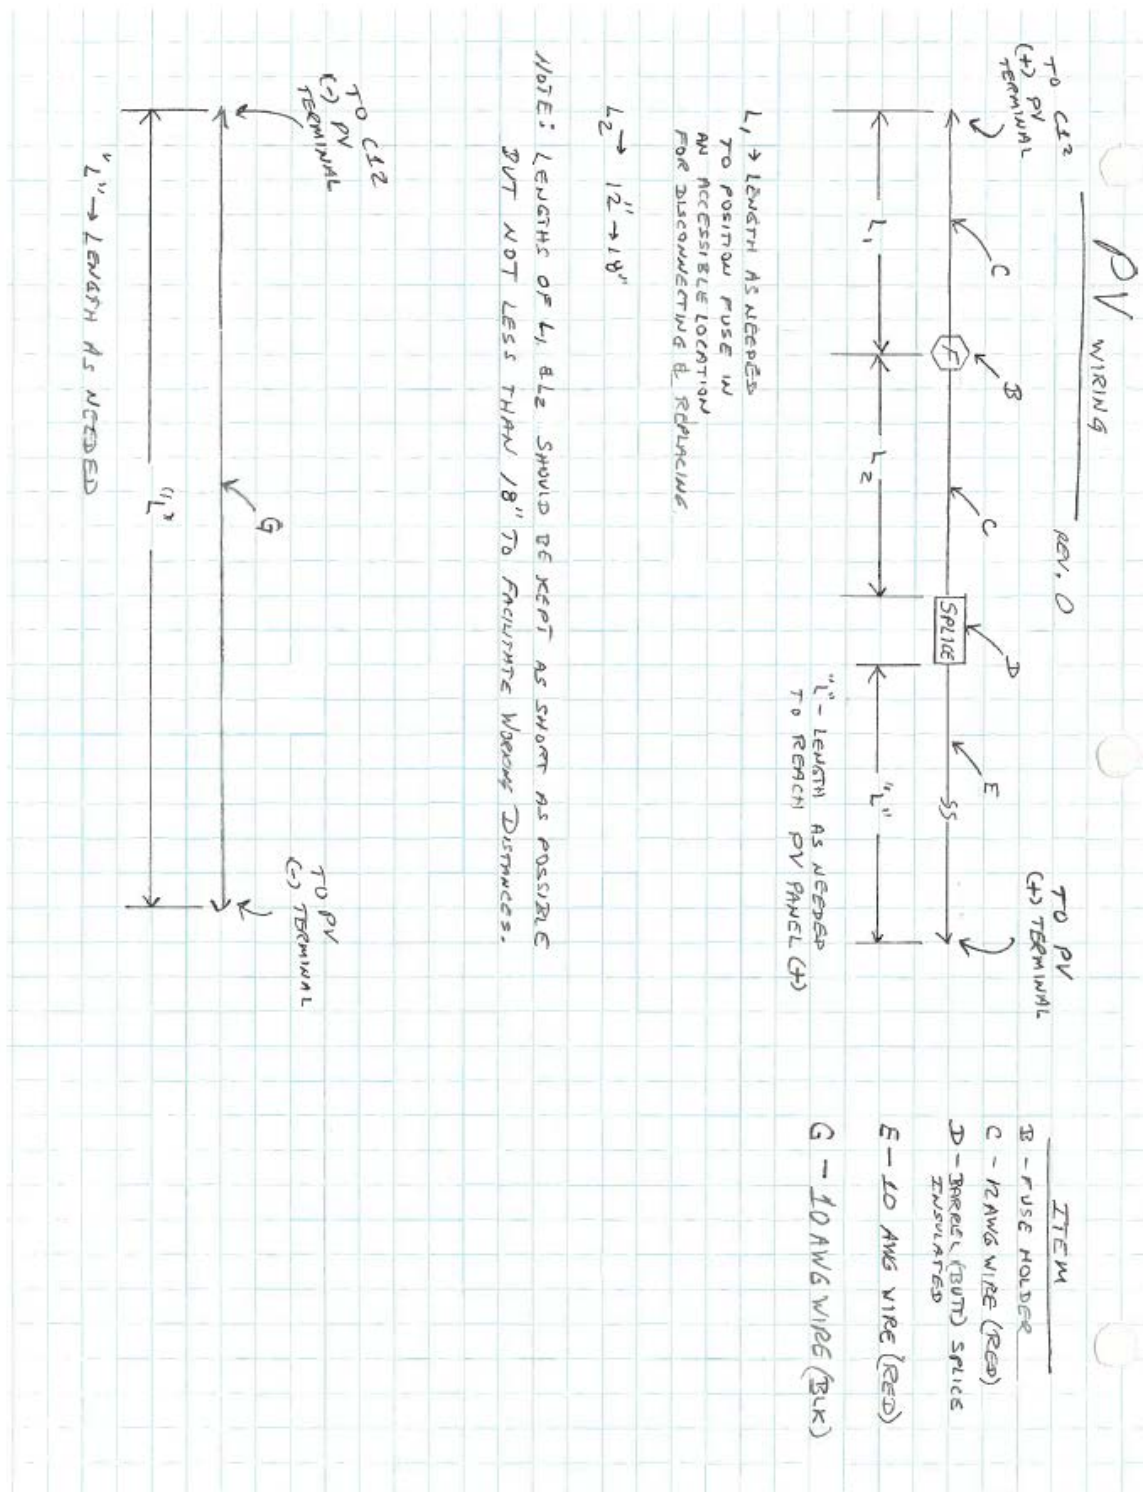 PV WIRING
REV. 0
TO C12
(+) PV
TERMINAL
C
B
F
C
D
SPLICE
E
SS
TO PV
(+) TERMINAL
L1
L2
"L"
"L" - LENGTH AS NEEDED
TO REACH PV PANEL (+)
L1 → LENGTH AS NEEDED
TO POSITION FUSE IN
AN ACCESSIBLE LOCATION
FOR DISCONNECTING & REPLACING
L2 → 12" → 18"
NOTE: LENGTHS OF L1 & L2 SHOULD BE KEPT AS SHORT AS POSSIBLE
BUT NOT LESS THAN 18" TO FACILITATE WORKING DISTANCES.
TO C12
(-) PV
TERMINAL
G
TO PV
(-) TERMINAL
"L"
"L" → LENGTH AS NEEDED
ITEM
B - FUSE HOLDER
C - 12 AWG WIRE (RED)
D - BARREL (BUTT) SPLICE
INSULATED
E - 10 AWG WIRE (RED)
G - 10 AWG WIRE (BLK)